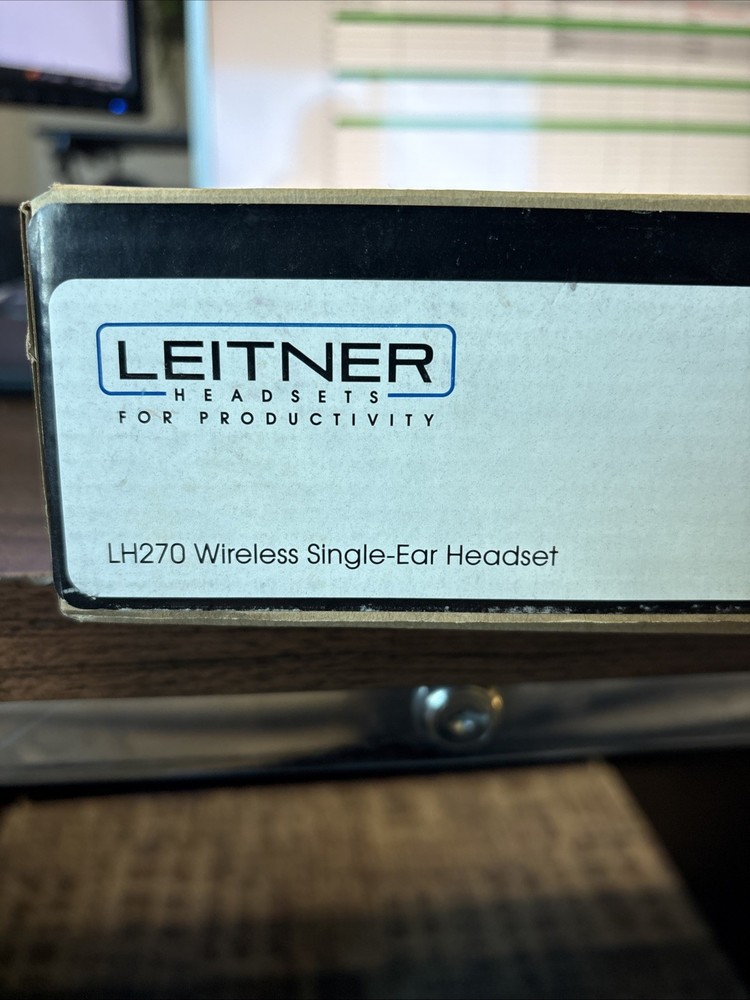 LEITNER
HEADSETS
FOR PRODUCTIVITY
LH270 Wireless Single-Ear Headset